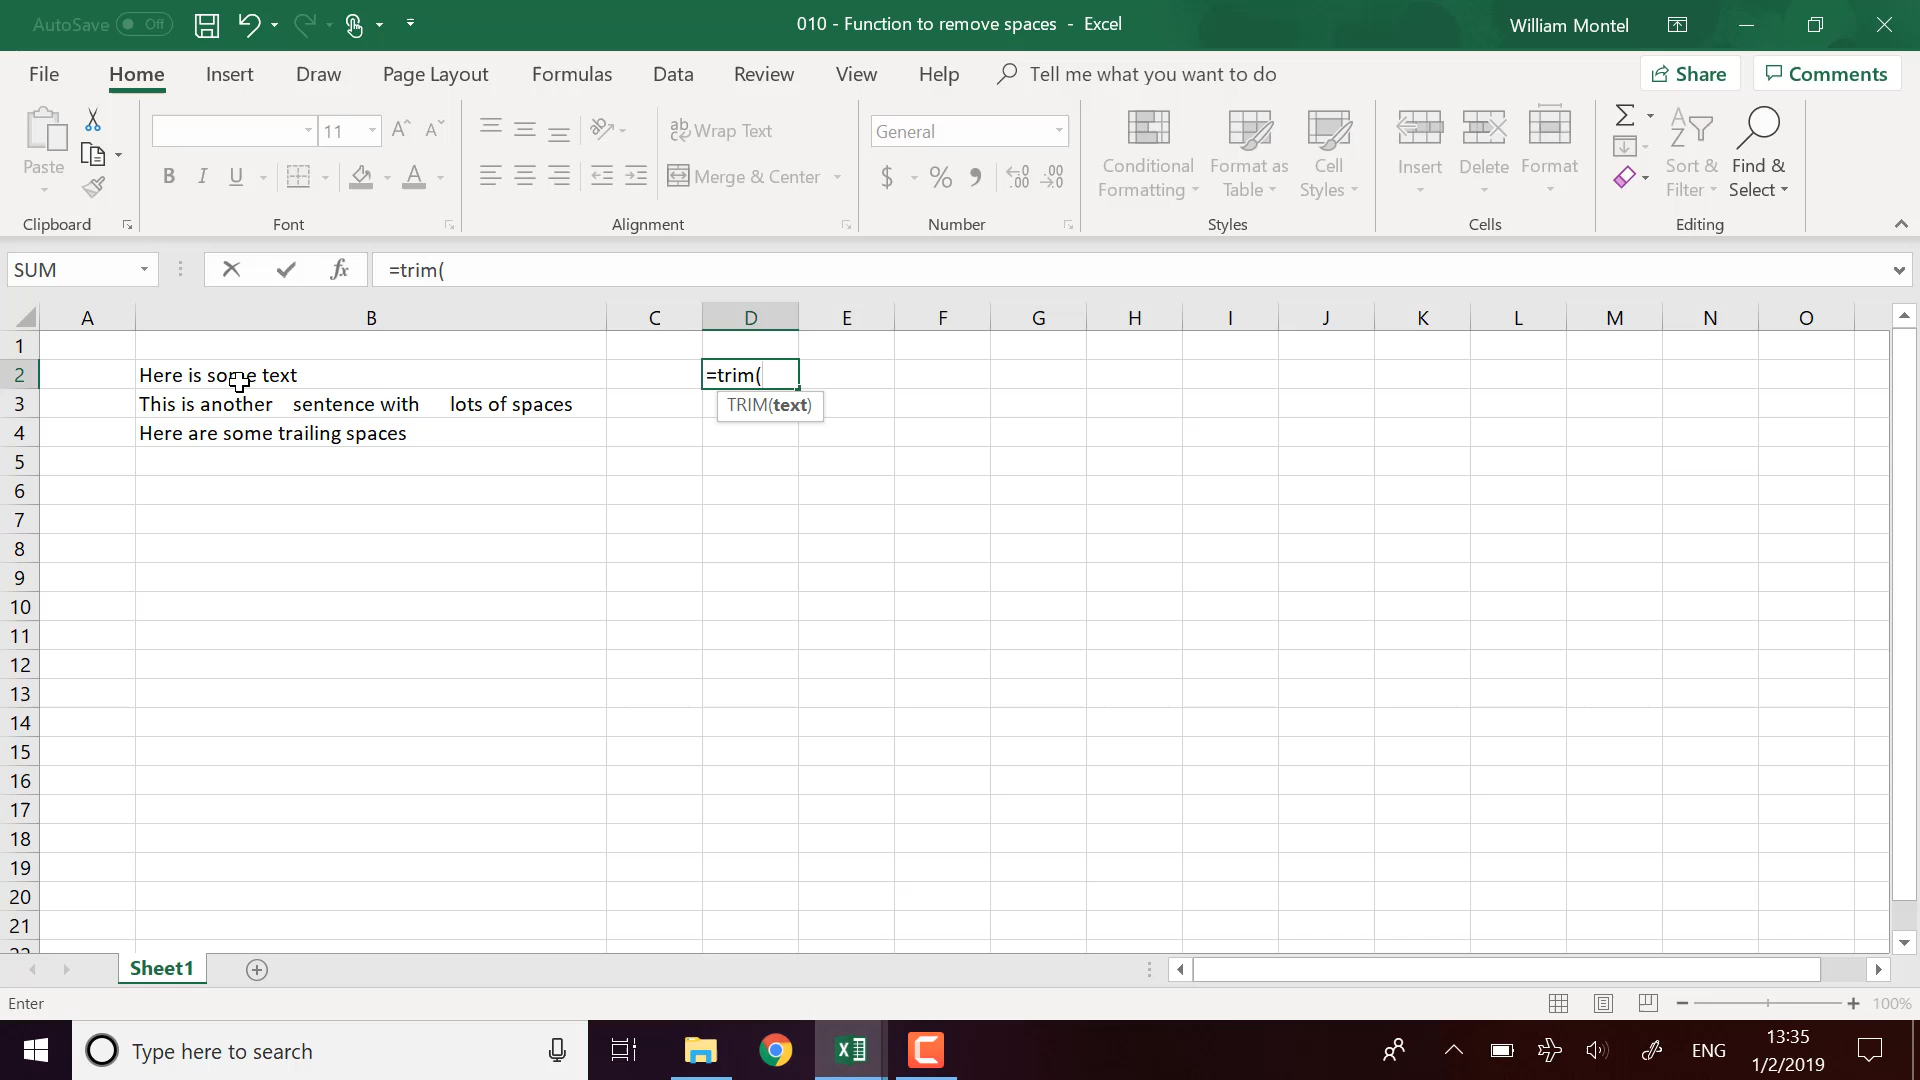 AutoSave Off 010 - Function to remove spaces - Excel William Montel
File Home Insert Draw Page Layout Formulas Data Review View Help Tell me what you want to do Share Comments
11 ab Wrap Text General
Paste B I U A Merge & Center $ % Conditional Formatting Format as Table Cell Styles Insert Delete Format Sort & Filter Find & Select
Clipboard Font Alignment Number Styles Cells Editing
SUM fx =trim(
A B C D E F G H I J K L M N O
1
2 Here is some text =trim(
3 This is another sentence with lots of spaces TRIM(text)
4 Here are some trailing spaces
5
6
7
8
9
10
11
12
13
14
15
16
17
18
19
20
21
22
Sheet1
Enter 100%
Type here to search ENG 13:35
1/2/2019